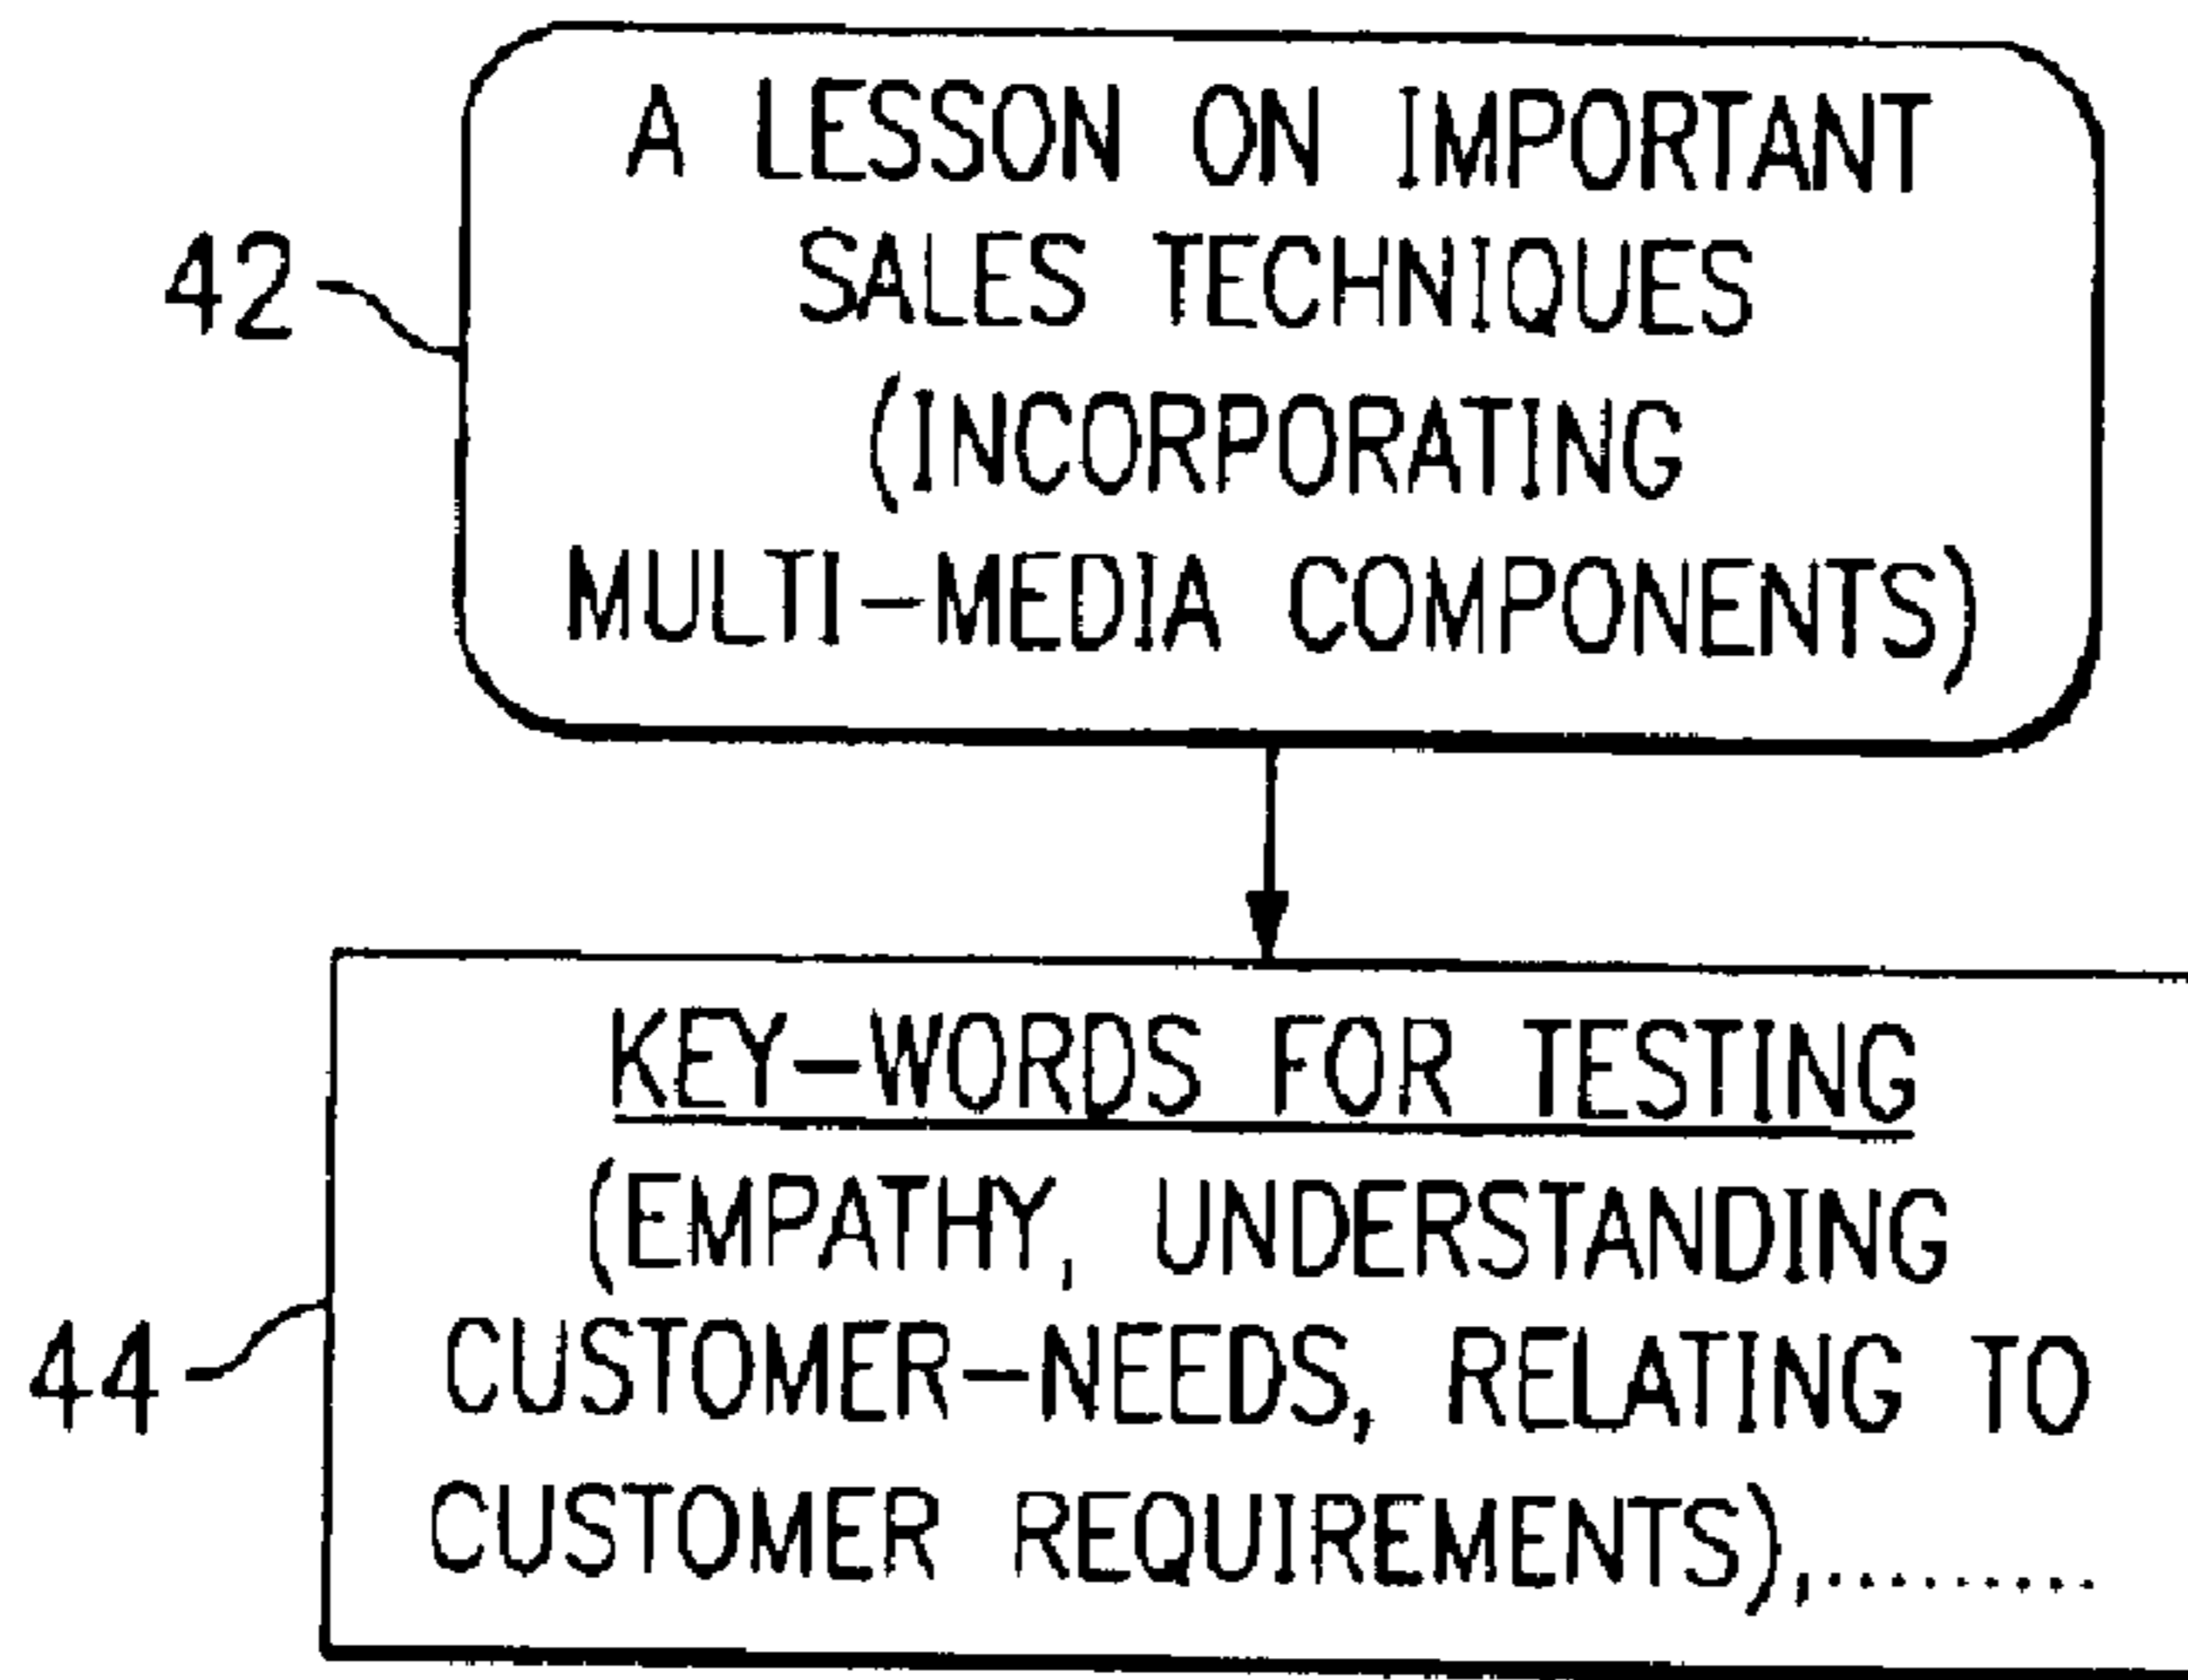 A LESSON ON IMPORTANT
SALES TECHNIQUES
42
(INCORPORATING
MULTI-MEDIA COMPONENTS)
KEY-WORDS FOR TESTING
(EMPATHY, UNDERSTANDING
CUSTOMER-NEEDS, RELATING TO
44
CUSTOMER REQUIREMENTS),.........